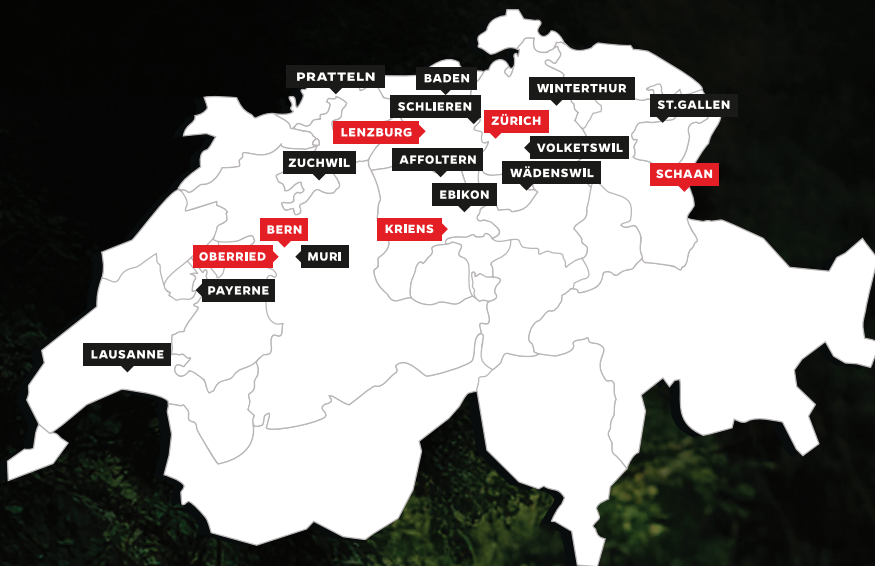 PRATTELN
BADEN
WINTERTHUR
SCHLIEREN
ST.GALLEN
ZÜRICH
LENZBURG
VOLKETSWIL
ZUCHWIL
AFFOLTERN
WÄDENSWIL
SCHAAN
EBIKON
BERN
KRIENS
OBERRIED
MURI
PAYERNE
LAUSANNE